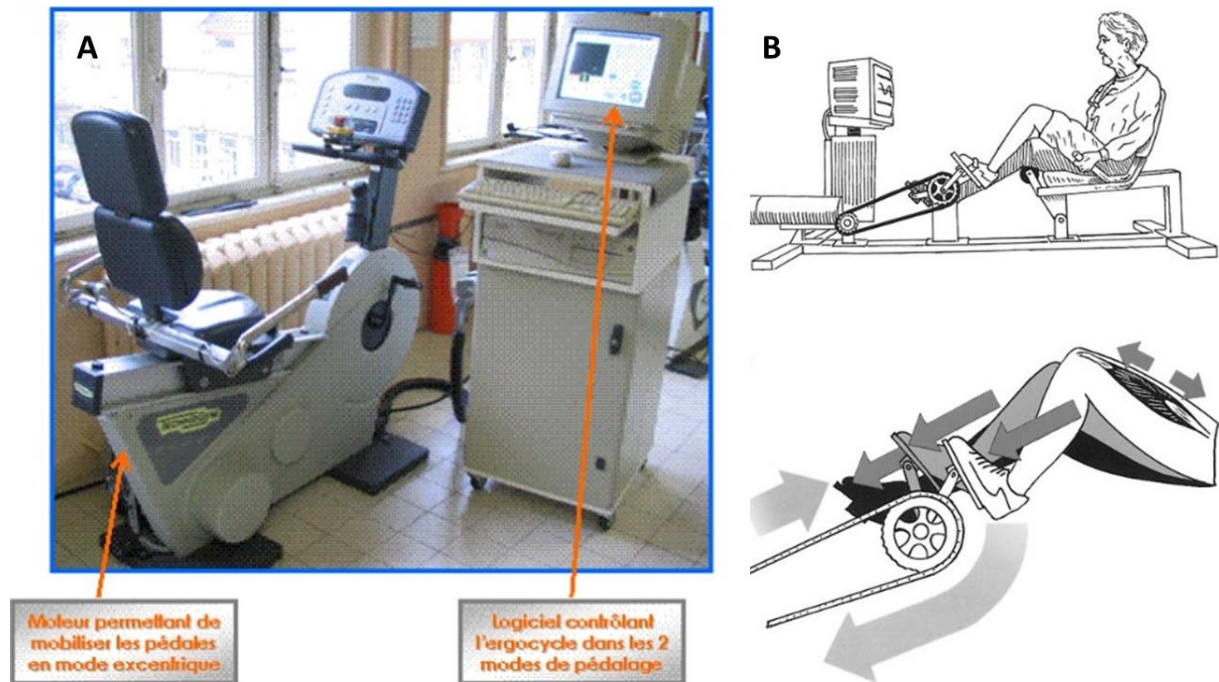 A
B
Moteur permettant de
mobiliser les pédales
en mode excentrique
Logiciel contrôlant
l'ergocycle dans les 2
modes de pédalage